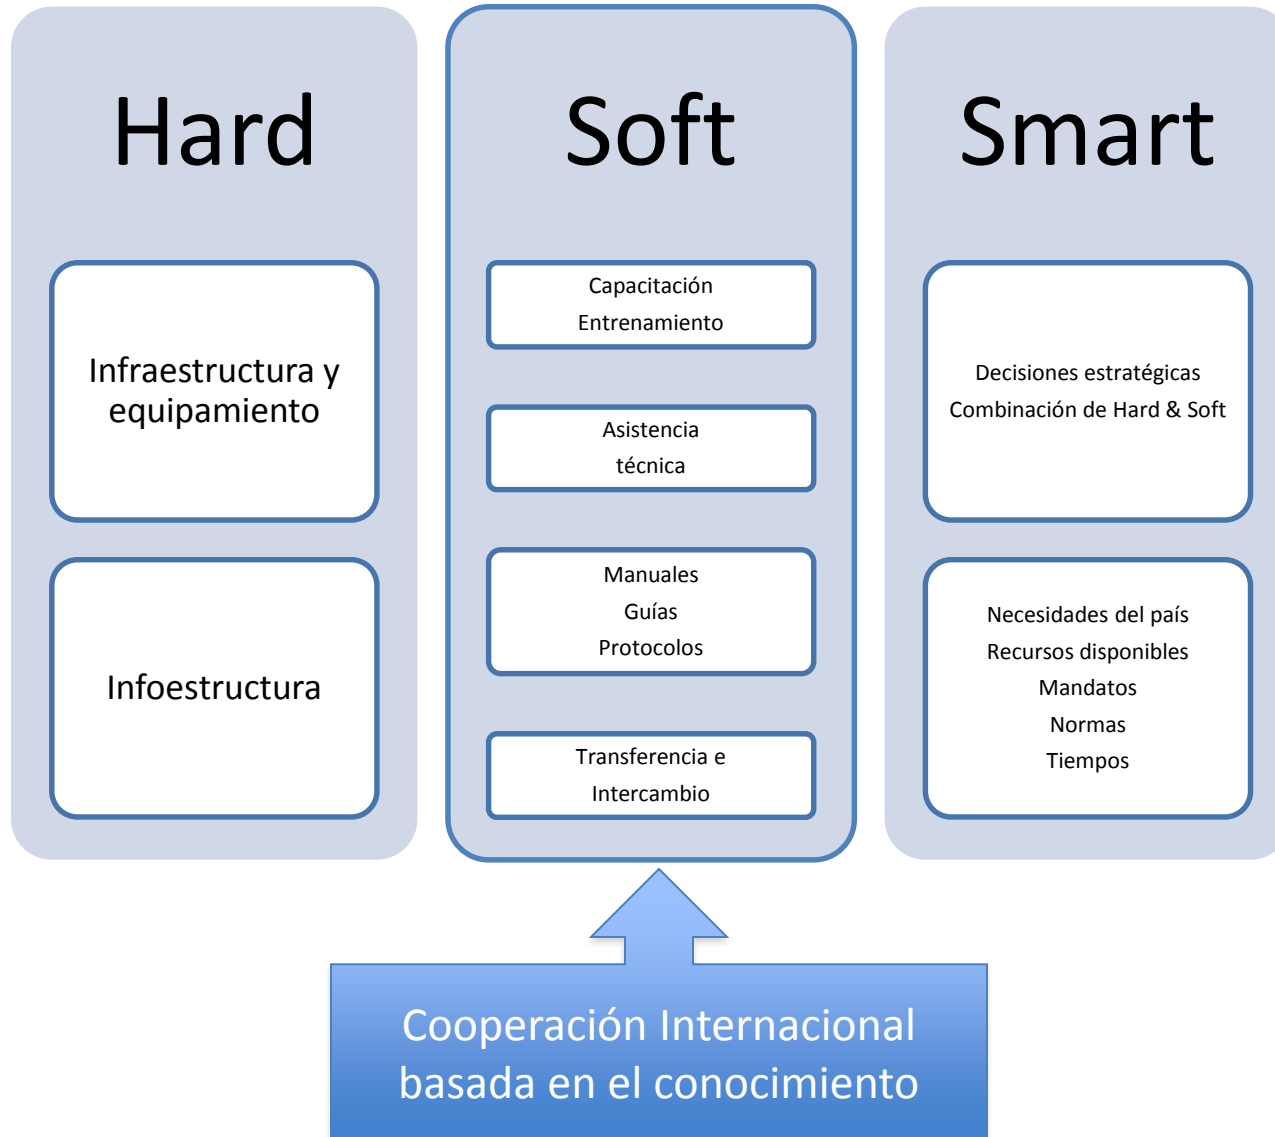 Hard
Infraestructura y
equipamiento
Infoestructura
Soft
Capacitación
Entrenamiento
Asistencia
técnica
Manuales
Guías
Protocolos
Transferencia e
Intercambio
Smart
Decisiones estratégicas
Combinación de Hard & Soft
Necesidades del país
Recursos disponibles
Mandatos
Normas
Tiempos
Cooperación Internacional
basada en el conocimiento